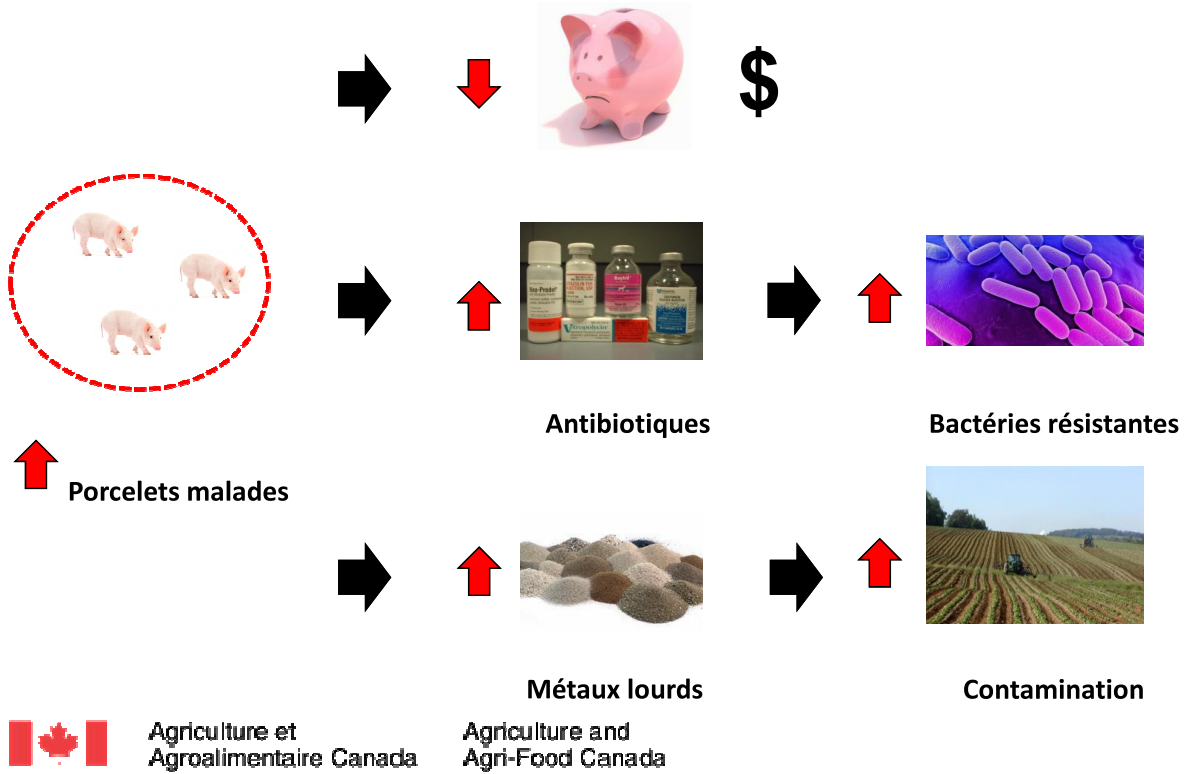 $
Antibiotiques
Bactéries résistantes
Porcelets malades
Métaux lourds
Contamination
Agriculture et
Agroalimentaire Canada
Agriculture and
Agri-Food Canada